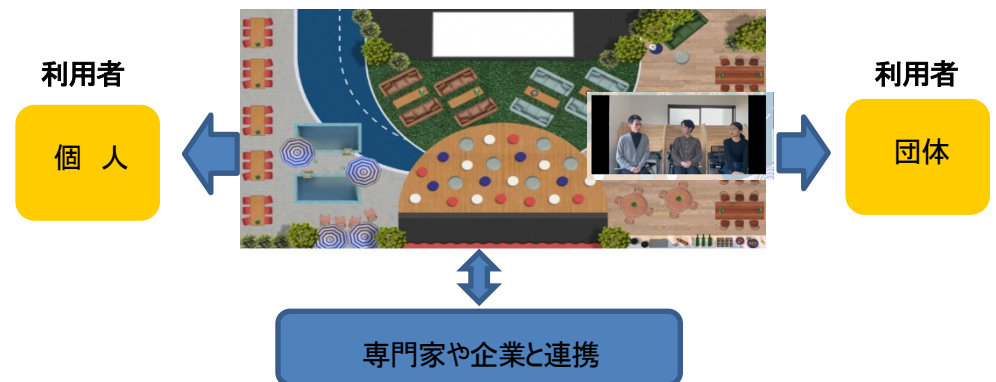 利用者
利用者
個　人
団体
専門家や企業と連携